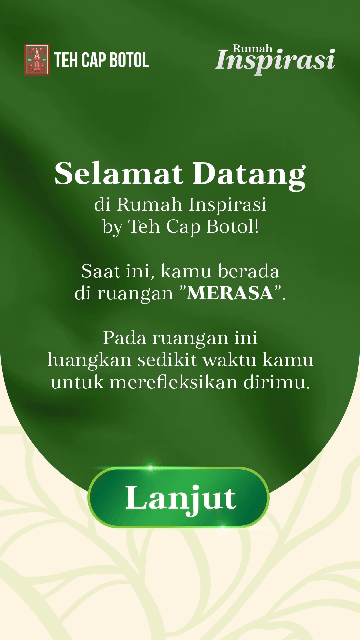 TEH CAP BOTOL
Rumah
Inspirasi
Selamat Datang
di Rumah Inspirasi
by Teh Cap Botol!
Saat ini, kamu berada
di ruangan "MERASA".
Pada ruangan ini
luangkan sedikit waktu kamu
untuk merefleksikan dirimu.
Lanjut